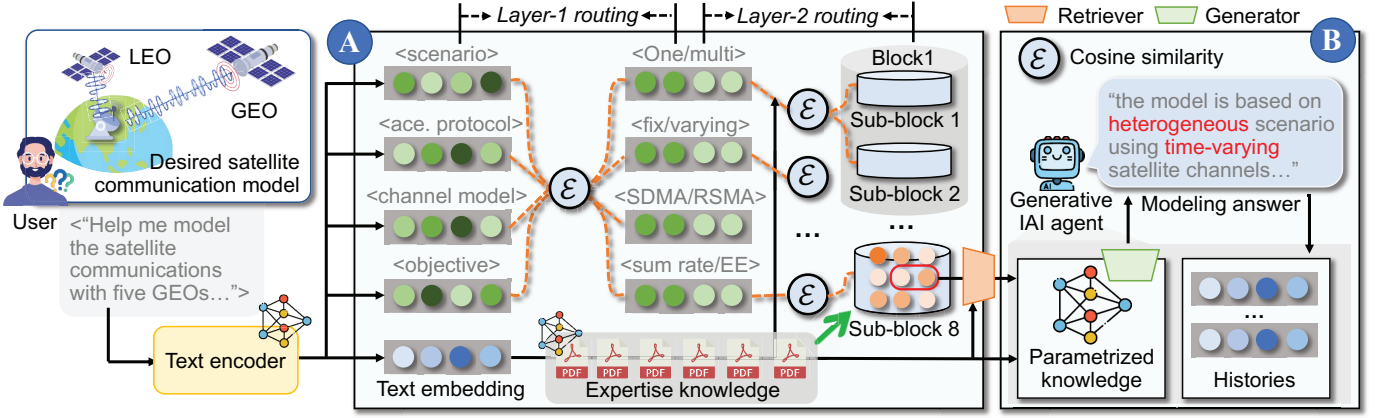 Layer-1 routing
Layer-2 routing
Retriever
Generator
LEO
GEO
Desired satellite
communication model
User
<“Help me model
the satellite
communications
with five GEOs…”>
Text encoder
A
<scenario>
<ace. protocol>
<channel model>
<objective>
Text embedding
ℰ
<One/multi>
<fix/varying>
<SDMA/RSMA>
<sum rate/EE>
PDF
PDF
PDF
PDF
PDF
PDF
Expertise knowledge
ℰ
ℰ
...
ℰ
Block1
Sub-block 1
Sub-block 2
...
Sub-block 8
B
ℰ
Cosine similarity
“the model is based on
heterogeneous scenario
using time-varying
satellite channels…”
AI
Generative
IAI agent
Modeling answer
Parametrized
knowledge
...
Histories